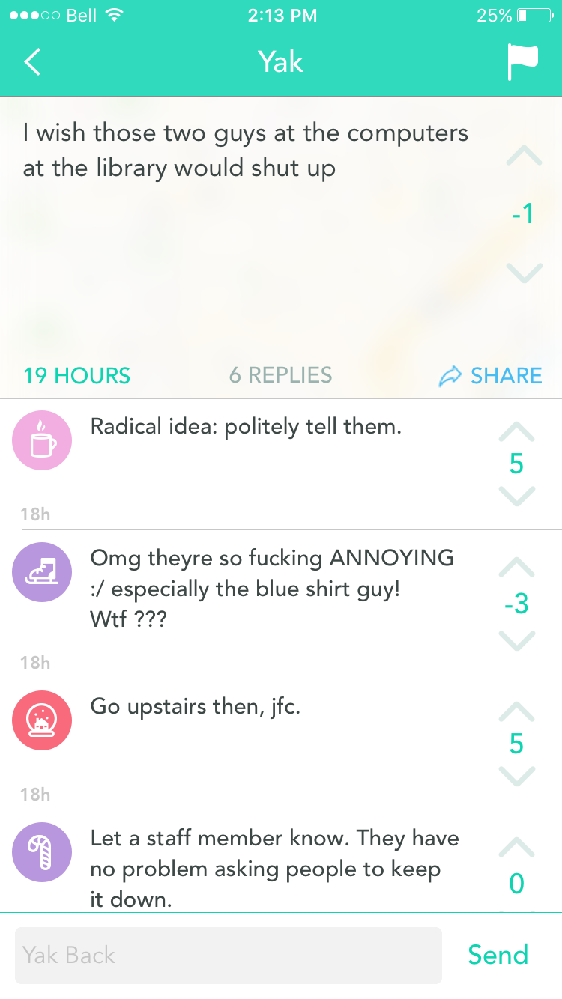 Bell 2:13 PM 25%
Yak
I wish those two guys at the computers
at the library would shut up
-1
19 HOURS 6 REPLIES SHARE
Radical idea: politely tell them.
5
18h
Omg theyre so fucking ANNOYING
:/ especially the blue shirt guy!
Wtf ???
-3
18h
Go upstairs then, jfc.
5
18h
Let a staff member know. They have
no problem asking people to keep
it down.
0
Yak Back Send